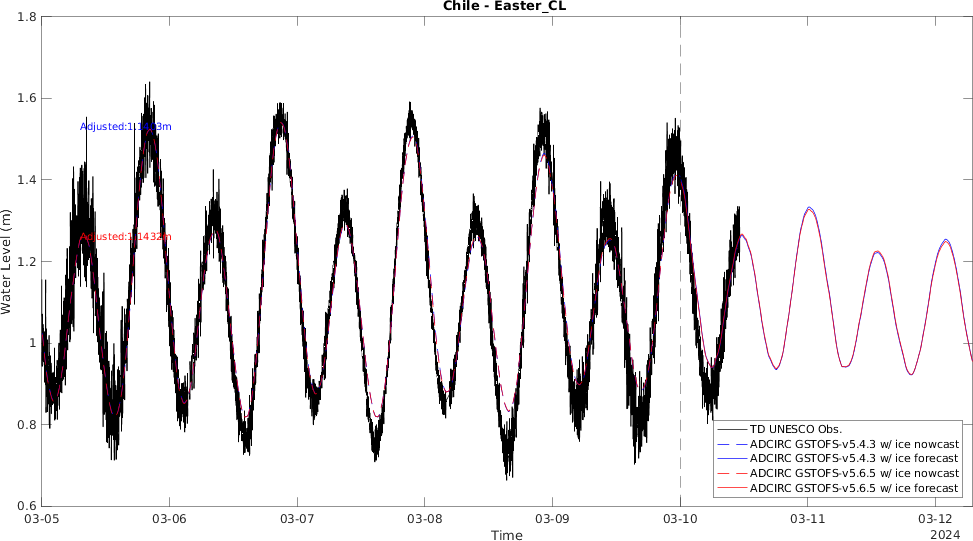 Chile - Easter_CL
1.8
1.6
1.4
1.2
1
0.8
0.6
Water Level (m)
Adjusted:1.1432m
03-05
03-06
03-07
03-08
03-09
03-10
03-11
03-12
2024
Time
TD UNESCO Obs.
ADCIRC GSTOFS-v5.4.3 w/ ice nowcast
ADCIRC GSTOFS-v5.4.3 w/ ice forecast
ADCIRC GSTOFS-v5.6.5 w/ ice nowcast
ADCIRC GSTOFS-v5.6.5 w/ ice forecast